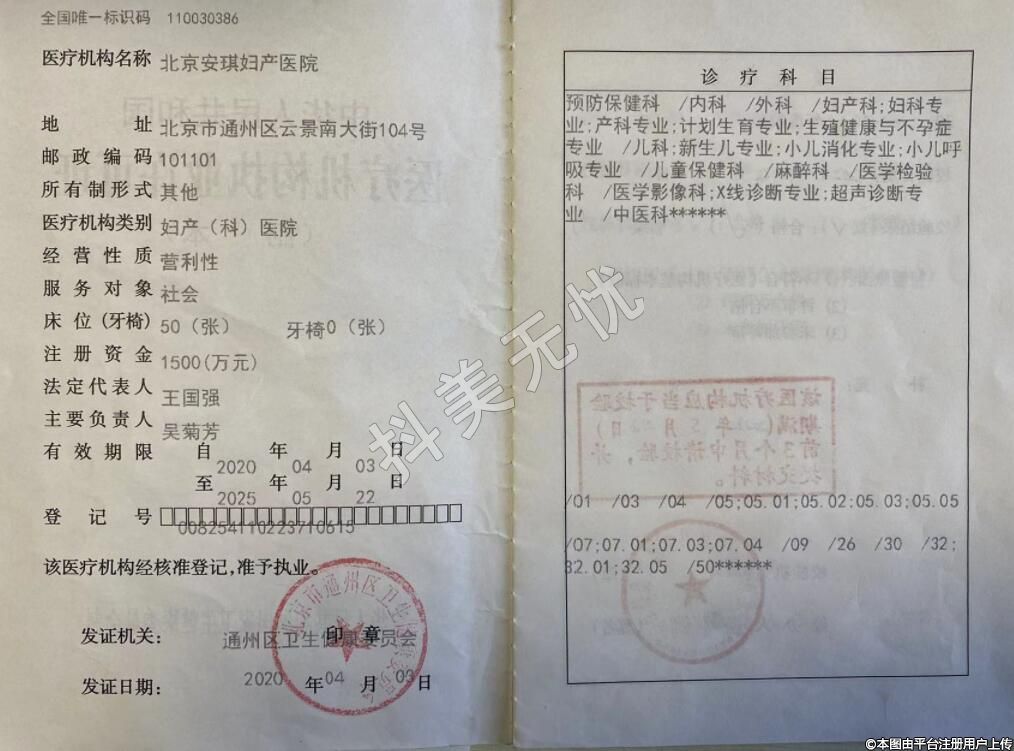 全国唯一标识码 110030386
医疗机构名称 北京安琪妇产医院
地 址 北京市通州区云景南大街104号
邮政编码 101101
所有制形式 其他
医疗机构类别 妇产（科）医院
经营性质 营利性
服务对象 社会
床位(牙椅) 50（张） 牙椅0（张）
注册资金 1500(万元)
法定代表人 王国强
主要负责人 吴菊芳
有效期限 自 2020 年 04 月 03 日
至 2025 年 05 22 日
登记号 00825411022371​0615
该医疗机构经核准登记,准予执业。
发证机关: 通州区卫生健康委员会
印 章
发证日期: 2020 年 04 月 03 日
诊疗科目
预防保健科 /内科 /外科 /妇产科;妇科专
业;产科专业;计划生育专业;生殖健康与不孕症
专业 /儿科;新生儿专业;小儿消化专业;小儿呼
吸专业 /儿童保健科 /麻醉科 /医学检验
科 /医学影像科;X线诊断专业;超声诊断专
业 /中医科******
/01 /03 /04 /05;05.01;05.02;05.03;05.05
/07;07.01;07.03;07.04 /09 /26 /30 /32;
32.01;32.05 /50******
抖美无忧
©本图由平台注册用户上传